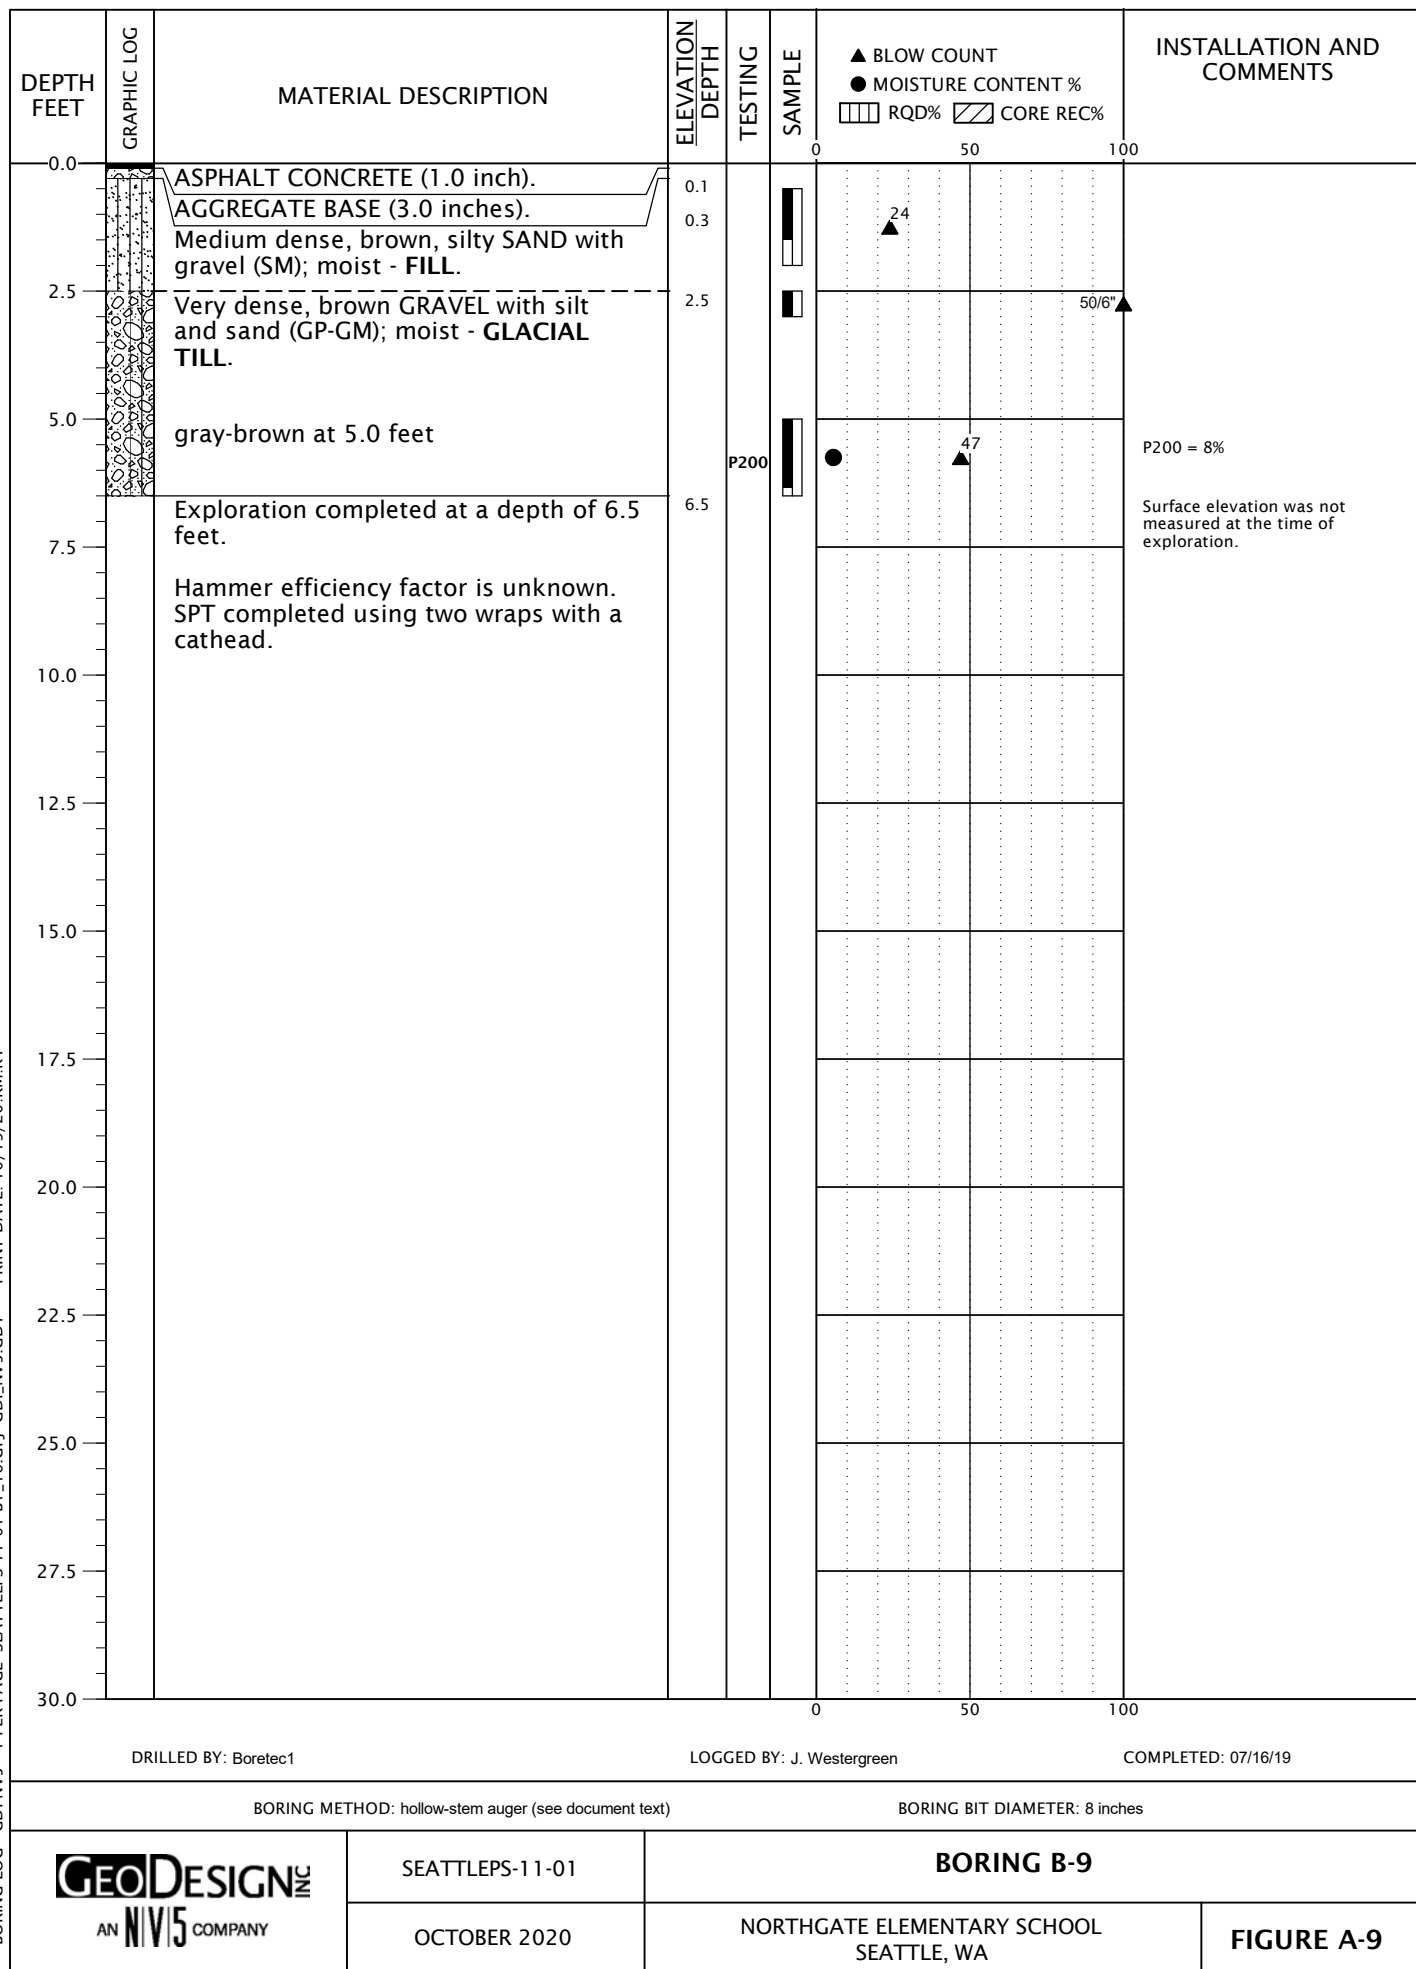 DEPTH
FEET
GRAPHIC LOG
MATERIAL DESCRIPTION
ELEVATION
DEPTH
TESTING
SAMPLE
▲ BLOW COUNT
● MOISTURE CONTENT %
RQD% CORE REC%
INSTALLATION AND
COMMENTS
0 50 100
0.0
ASPHALT CONCRETE (1.0 inch).
0.1
AGGREGATE BASE (3.0 inches).
0.3
24
Medium dense, brown, silty SAND with
gravel (SM); moist - FILL.
2.5
Very dense, brown GRAVEL with silt
and sand (GP-GM); moist - GLACIAL
TILL.
2.5
50/6"
5.0
gray-brown at 5.0 feet
P200
47
P200 = 8%
Exploration completed at a depth of 6.5
feet.
6.5
Surface elevation was not
measured at the time of
exploration.
7.5
Hammer efficiency factor is unknown.
SPT completed using two wraps with a
cathead.
10.0
12.5
15.0
17.5
20.0
22.5
25.0
27.5
30.0
0 50 100
DRILLED BY: Boretec1
LOGGED BY: J. Westergreen
COMPLETED: 07/16/19
BORING METHOD: hollow-stem auger (see document text)
BORING BIT DIAMETER: 8 inches
GEODESIGN INC
AN N|V|5 COMPANY
SEATTLEPS-11-01
OCTOBER 2020
BORING B-9
NORTHGATE ELEMENTARY SCHOOL
SEATTLE, WA
FIGURE A-9